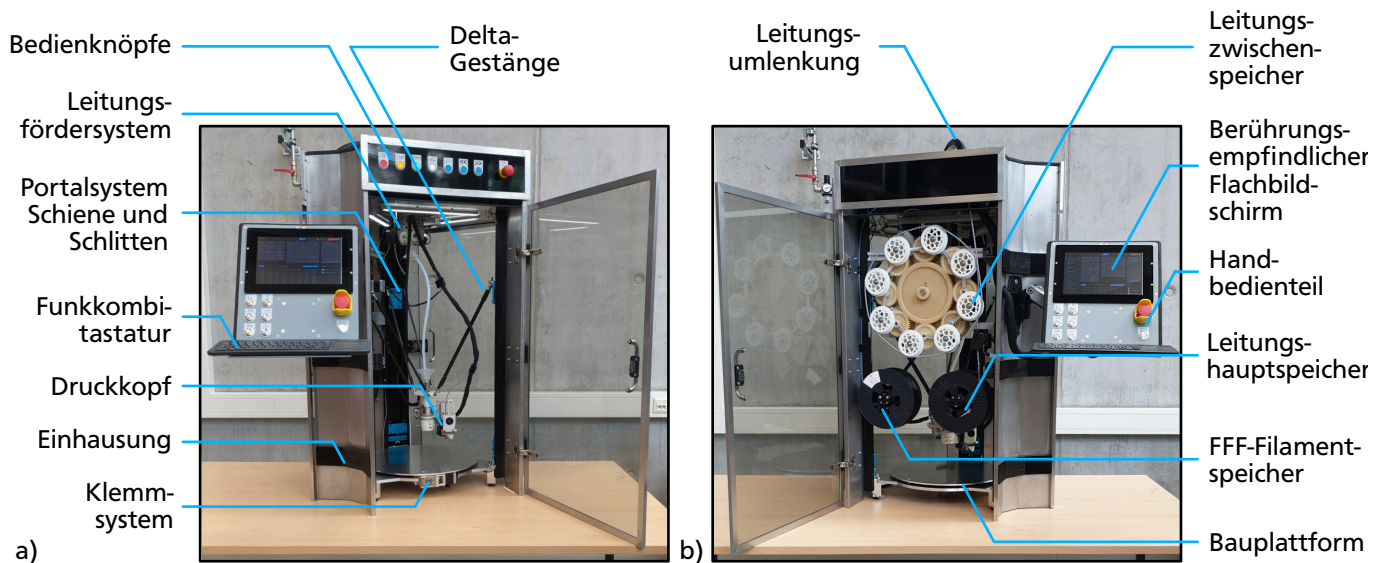 Bedienknöpfe
Leitungs-
fördersystem
Portalsystem
Schiene und
Schlitten
Funkkombi-
tastatur
Druckkopf
Einhausung
Klemm-
system
a)
Delta-
Gestänge
Leitungs-
umlenkung
b)
Leitungs-
zwischen-
speicher
Berührungs-
empfindlicher
Flachbild-
schirm
Hand-
bedienteil
Leitungs-
hauptspeicher
FFF-Filament-
speicher
Bauplattform